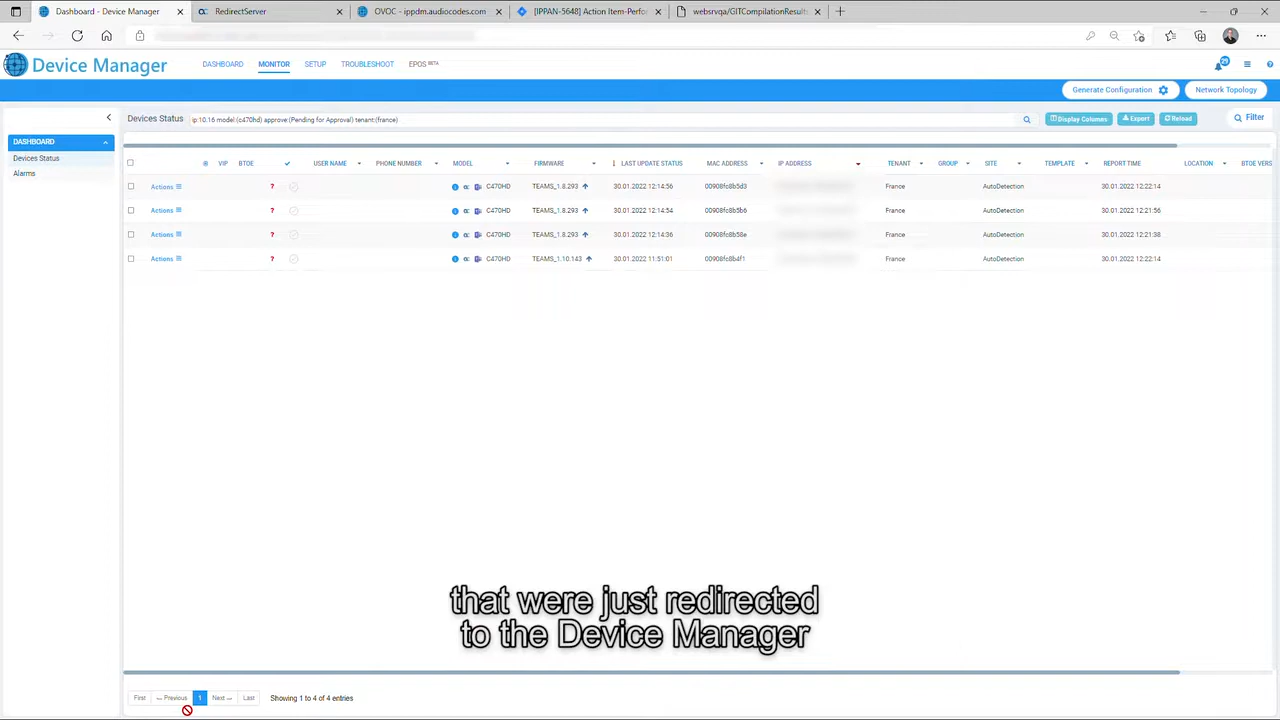 Dashboard - Device Manager
RedirectServer
OVOC - ippdm.audiocodes.com
[IPPAN-5648] Action Item-Perfo
websrvqa/GITCompilationResult
Device Manager
DASHBOARD MONITOR SETUP TROUBLESHOOT EPOS BETA
29
Generate Configuration
Network Topology
Devices Status
ip:10.16 model:(c470hd) approve:(Pending for Approval) tenant:(france)
Display Columns
Export
Reload
Filter
DASHBOARD
Devices Status
Alarms
VIP BTOE USER NAME PHONE NUMBER MODEL FIRMWARE LAST UPDATE STATUS MAC ADDRESS IP ADDRESS TENANT GROUP SITE TEMPLATE REPORT TIME LOCATION BTOE VERS
Actions ? C470HD TEAMS_1.8.293 30.01.2022 12:14:56 00908fc8b5d3 France AutoDetection 30.01.2022 12:22:14
Actions ? C470HD TEAMS_1.8.293 30.01.2022 12:14:54 00908fc8b5b6 France AutoDetection 30.01.2022 12:21:56
Actions ? C470HD TEAMS_1.8.293 30.01.2022 12:14:36 00908fc8b58e France AutoDetection 30.01.2022 12:21:38
Actions ? C470HD TEAMS_1.10.143 30.01.2022 11:51:01 00908fc8b4f1 France AutoDetection 30.01.2022 12:22:14
that were just redirected
to the Device Manager
First Previous 1 Next Last Showing 1 to 4 of 4 entries